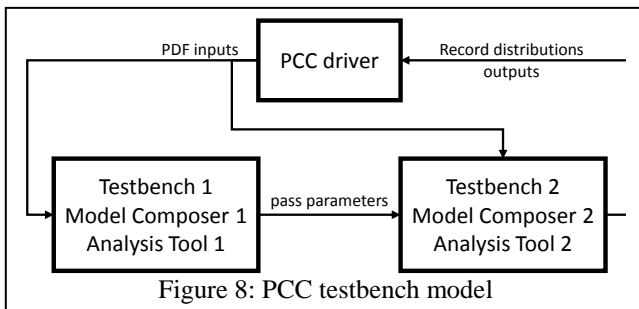 PDF inputs
PCC driver
Record distributions
outputs
Testbench 1
Model Composer 1
Analysis Tool 1
pass parameters
Testbench 2
Model Composer 2
Analysis Tool 2
Figure 8: PCC testbench model